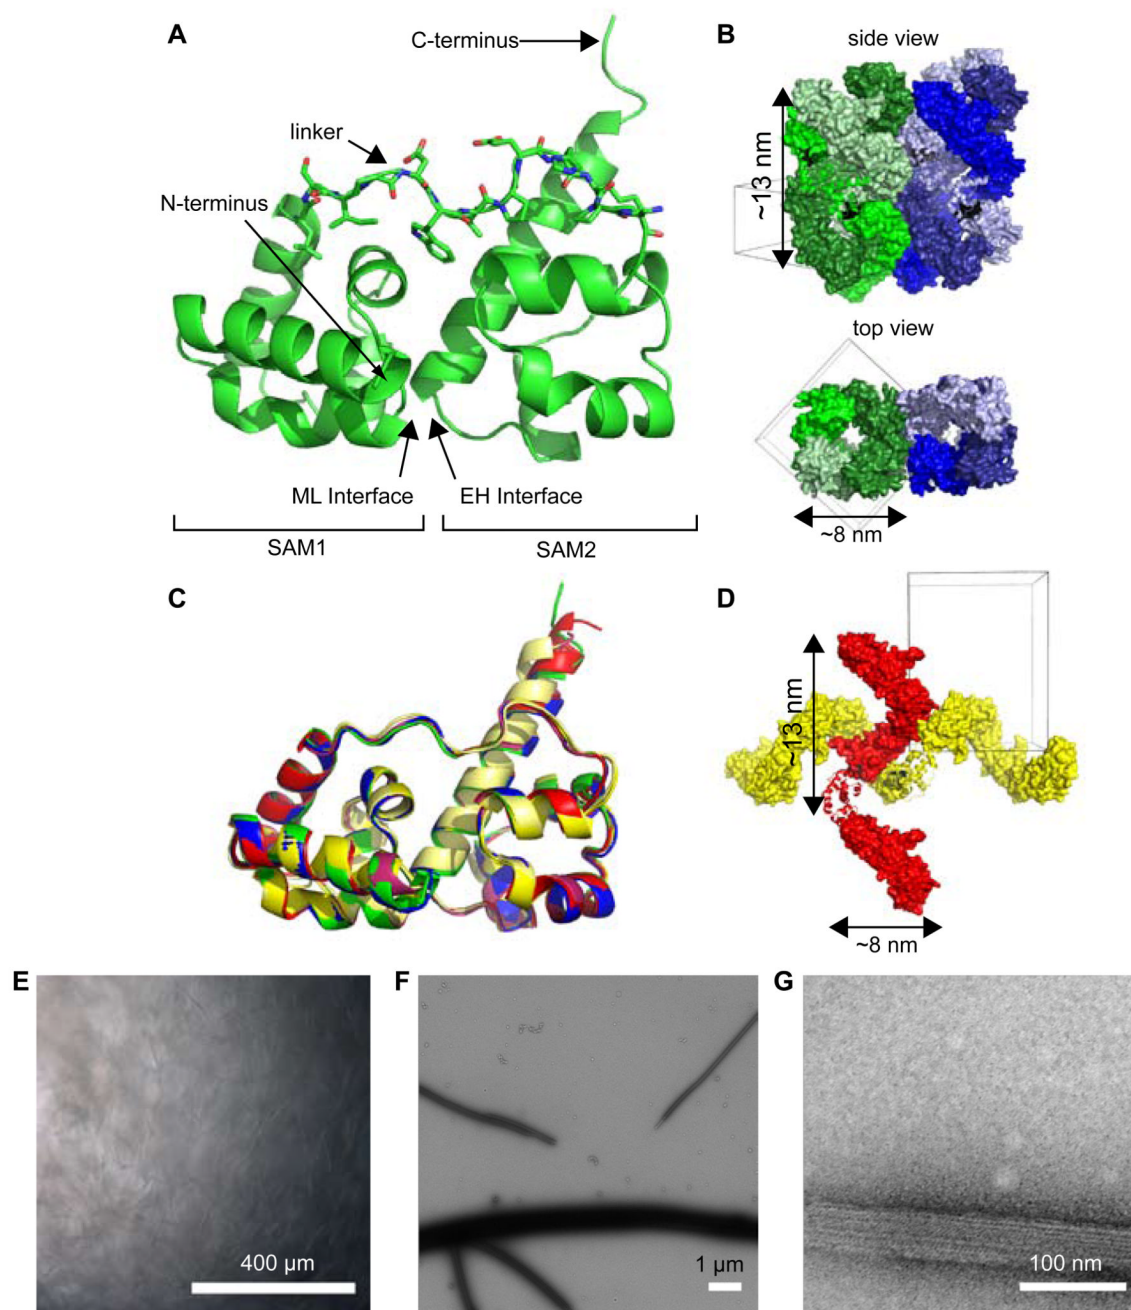 A
C-terminus
linker
N-terminus
ML Interface
EH Interface
SAM1
SAM2
B
side view
~13 nm
top view
~8 nm
C
D
~13 nm
~8 nm
E
400 µm
F
1 µm
G
100 nm